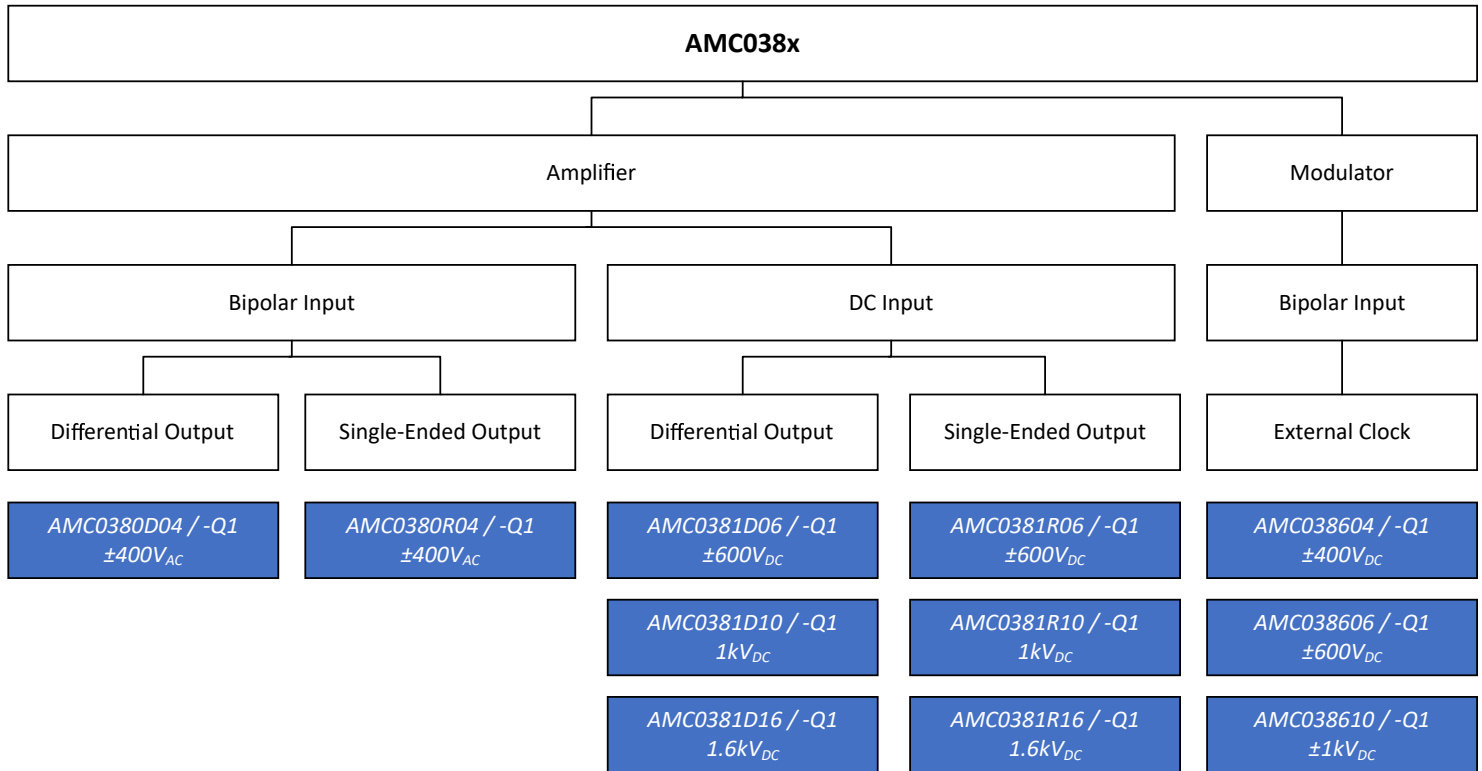 AMC038x
Amplifier
Modulator
Bipolar Input
DC Input
Bipolar Input
Differential Output
Single-Ended Output
Differential Output
Single-Ended Output
External Clock
AMC0380D04 / -Q1
±400VAC
AMC0380R04 / -Q1
±400VAC
AMC0381D06 / -Q1
±600VDC
AMC0381R06 / -Q1
±600VDC
AMC038604 / -Q1
±400VDC
AMC0381D10 / -Q1
1kVDC
AMC0381R10 / -Q1
1kVDC
AMC038606 / -Q1
±600VDC
AMC0381D16 / -Q1
1.6kVDC
AMC0381R16 / -Q1
1.6kVDC
AMC038610 / -Q1
±1kVDC